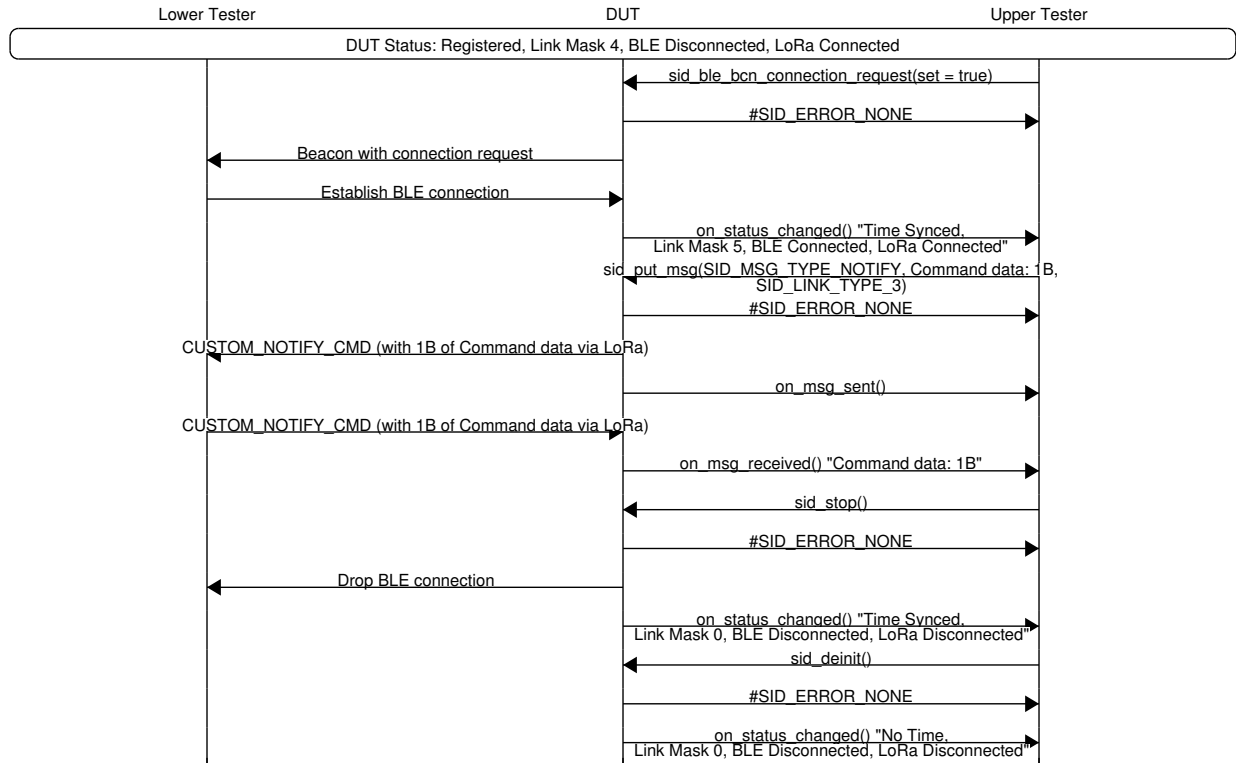 Lower Tester DUT Upper Tester
DUT Status: Registered, Link Mask 4, BLE Disconnected, LoRa Connected
sid_ble_bcn_connection_request(set = true)
#SID_ERROR_NONE
Beacon with connection request
Establish BLE connection
on_status_changed() "Time Synced,
Link Mask 5, BLE Connected, LoRa Connected"
sid_put_msg(SID_MSG_TYPE_NOTIFY, Command data: 1B,
SID_LINK_TYPE_3)
#SID_ERROR_NONE
CUSTOM_NOTIFY_CMD (with 1B of Command data via LoRa)
on_msg_sent()
CUSTOM_NOTIFY_CMD (with 1B of Command data via LoRa)
on_msg_received() "Command data: 1B"
sid_stop()
#SID_ERROR_NONE
Drop BLE connection
on_status_changed() "Time Synced,
Link Mask 0, BLE Disconnected, LoRa Disconnected"
sid_deinit()
#SID_ERROR_NONE
on_status_changed() "No Time,
Link Mask 0, BLE Disconnected, LoRa Disconnected"